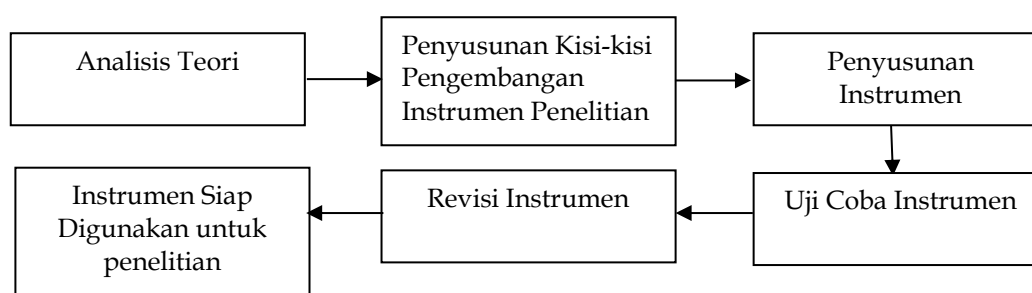 Analisis Teori
Penyusunan Kisi-kisi
Pengembangan
Instrumen Penelitian
Penyusunan
Instrumen
Uji Coba Instrumen
Revisi Instrumen
Instrumen Siap
Digunakan untuk
penelitian